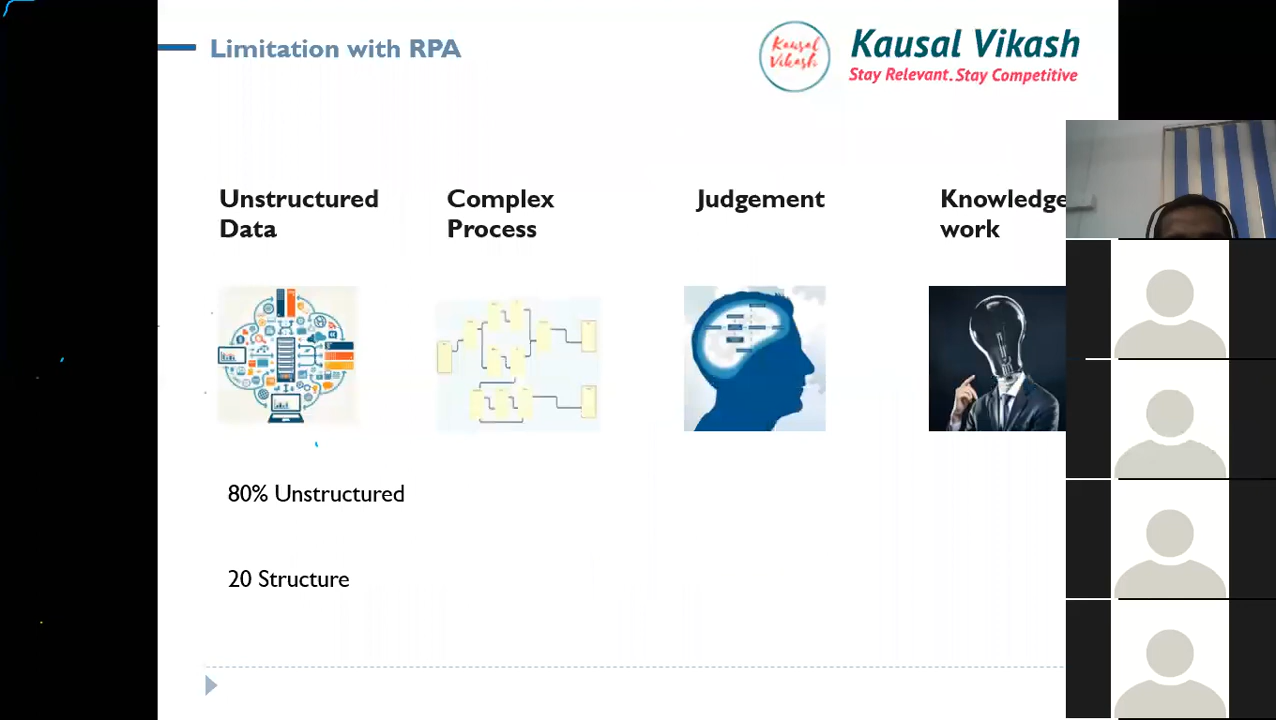 Limitation with RPA
Kausal
Vikash
Kausal Vikash
Stay Relevant. Stay Competitive
Unstructured
Data
Complex
Process
Judgement
Knowledge
work
80% Unstructured
20 Structure